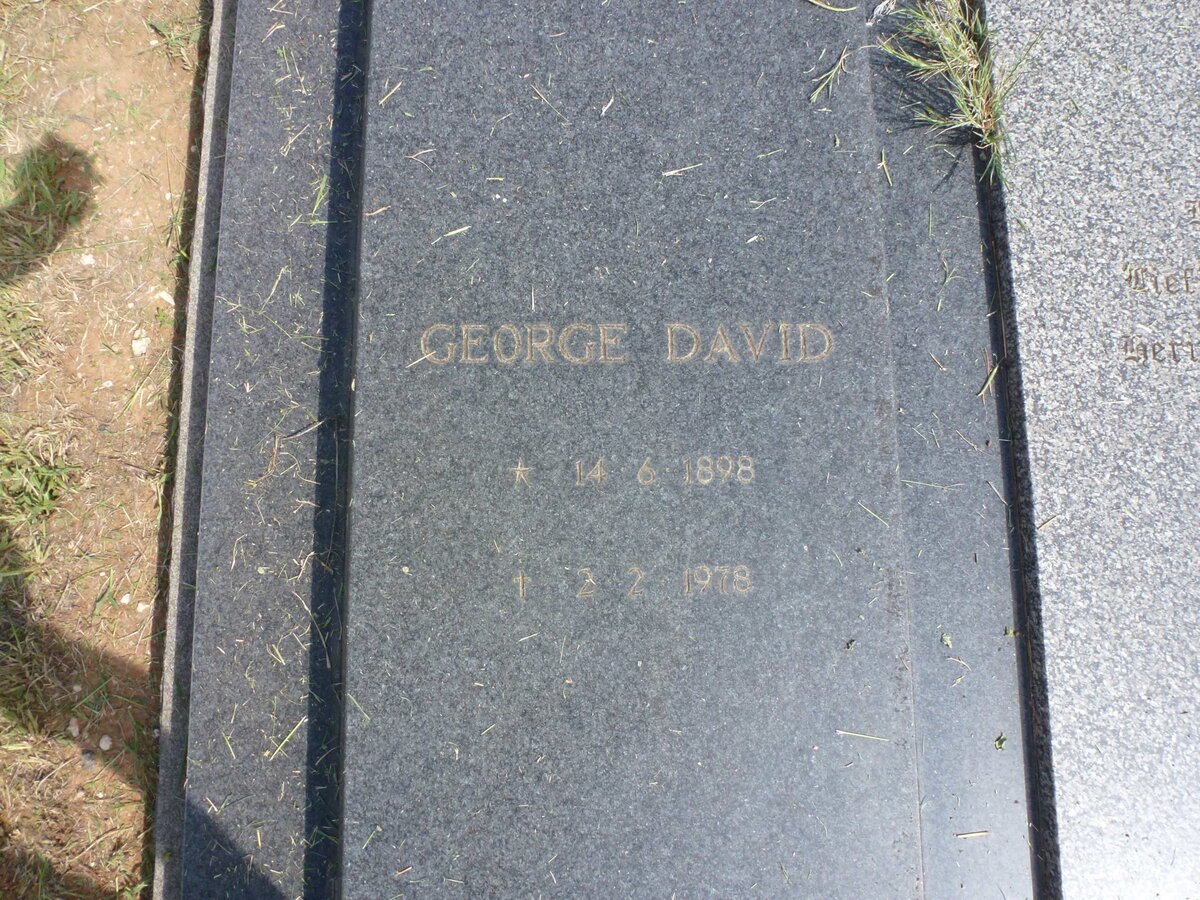 GEORGE DAVID
* 14 6 1898
† 2 2 1978